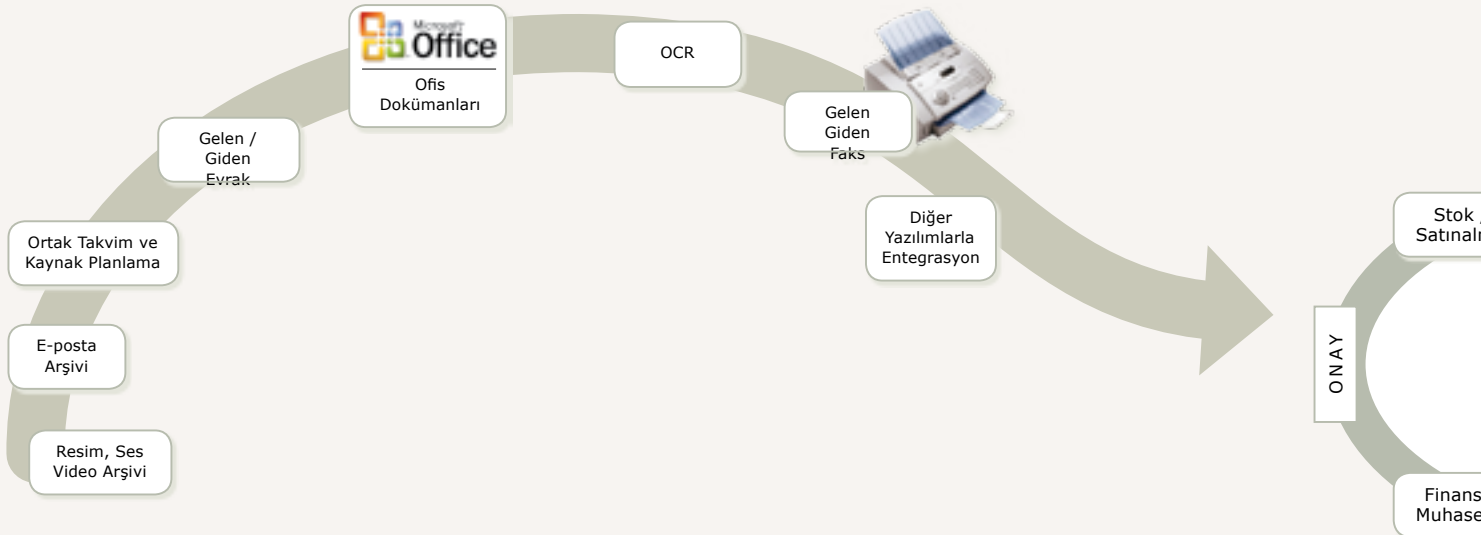 Microsoft
Office
Ofis
Dokümanları
OCR
Gelen
Giden
Faks
Gelen /
Giden
Evrak
Diğer
Yazılımlarla
Entegrasyon
Ortak Takvim ve
Kaynak Planlama
E-posta
Arşivi
Resim, Ses
Video Arşivi
Stok
ONAY
Finans